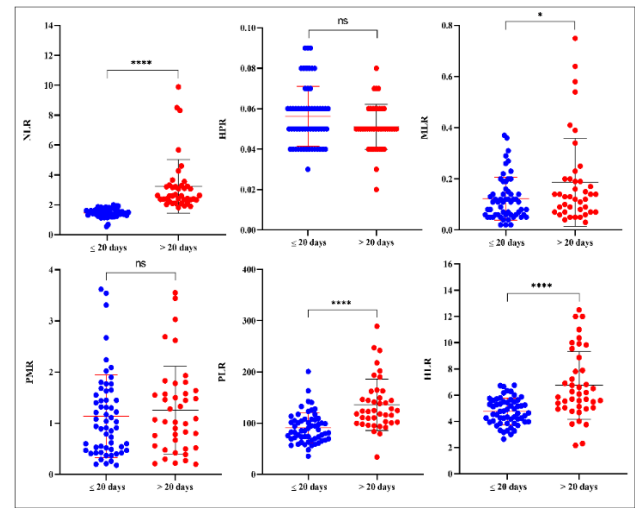 NLR
14
12
10
8
6
4
2
0
****
≤ 20 days
> 20 days
HPR
0.10
0.08
0.06
0.04
0.02
0.00
ns
≤ 20 days
> 20 days
MLR
0.8
0.6
0.4
0.2
0.0
*
≤ 20 days
> 20 days
PMR
4
3
2
1
0
ns
≤ 20 days
> 20 days
PLR
400
300
200
100
0
****
≤ 20 days
> 20 days
HLR
16
14
12
10
8
6
4
2
0
****
≤ 20 days
> 20 days